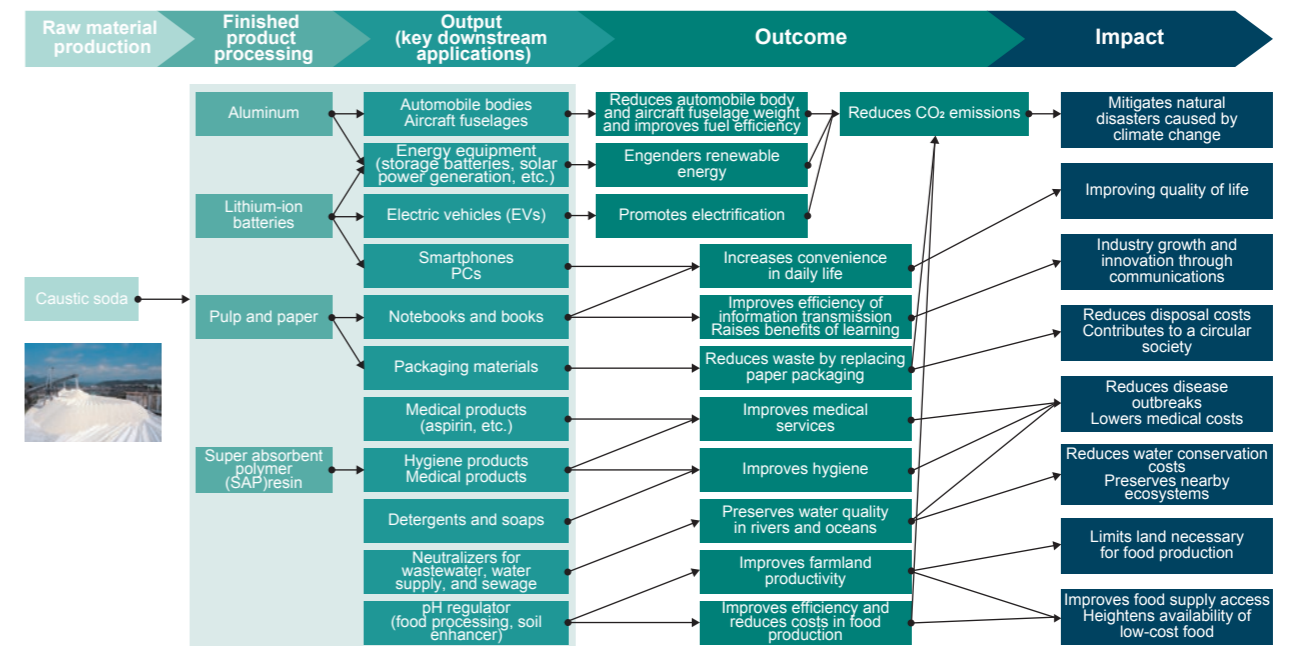 Raw material
production
Finished
product
processing
Output
(key downstream
applications)
Outcome
Impact
Caustic soda
Aluminum
Lithium-ion
batteries
Pulp and paper
Super absorbent
polymer
(SAP)resin
Automobile bodies
Aircraft fuselages
Energy equipment
(storage batteries, solar
power generation, etc.)
Electric vehicles (EVs)
Smartphones
PCs
Notebooks and books
Packaging materials
Medical products
(aspirin, etc.)
Hygiene products
Medical products
Detergents and soaps
Neutralizers for
wastewater, water
supply, and sewage
pH regulator
(food processing, soil
enhancer)
Reduces automobile body
and aircraft fuselage weight
and improves fuel efficiency
Engenders renewable
energy
Promotes electrification
Reduces CO₂ emissions
Increases convenience
in daily life
Improves efficiency of
information transmission
Raises benefits of learning
Reduces waste by replacing
paper packaging
Improves medical
services
Improves hygiene
Preserves water quality
in rivers and oceans
Improves farmland
productivity
Improves efficiency and
reduces costs in food
production
Mitigates natural
disasters caused by
climate change
Improving quality of life
Industry growth and
innovation through
communications
Reduces disposal costs
Contributes to a circular
society
Reduces disease
outbreaks
Lowers medical costs
Reduces water conservation
costs
Preserves nearby
ecosystems
Limits land necessary
for food production
Improves food supply access
Heightens availability of
low-cost food